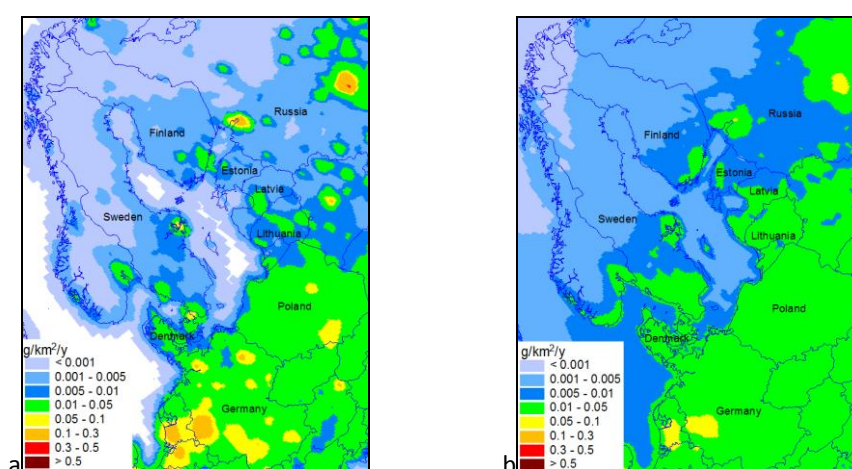 Russia
Finland
Estonia
Latvia
Sweden
Lithuania
Poland
Denmark
Germany
g/km²/y
< 0.001
0.001 - 0.005
0.005 - 0.01
0.01 - 0.05
0.05 - 0.1
0.1 - 0.3
0.3 - 0.5
> 0.5
a
Russia
Finland
Estonia
Latvia
Sweden
Lithuania
Poland
Denmark
Germany
g/km²/y
< 0.001
0.001 - 0.005
0.005 - 0.01
0.01 - 0.05
0.05 - 0.1
0.1 - 0.3
0.3 - 0.5
> 0.5
b